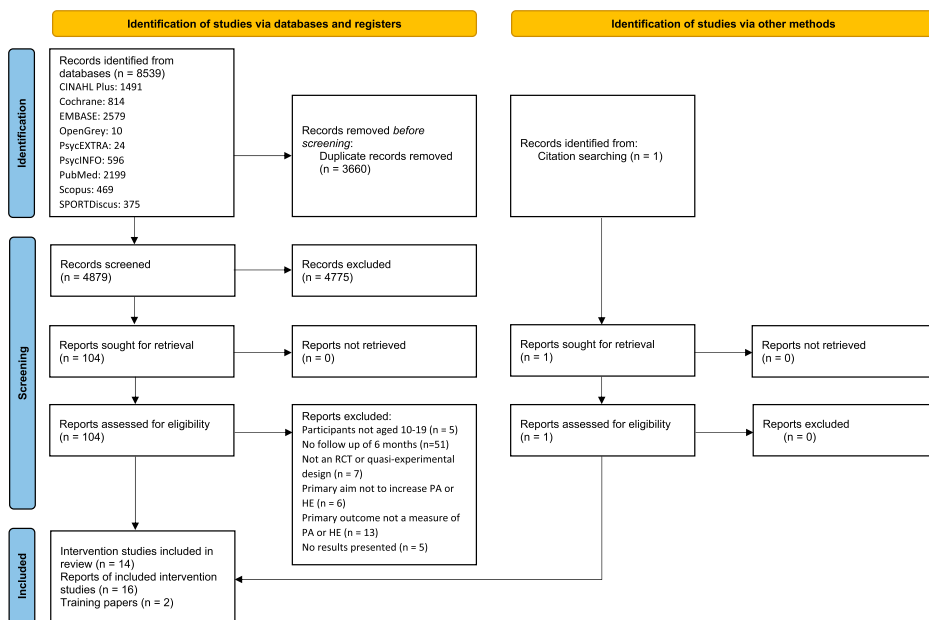 Identification of studies via databases and registers
Identification of studies via other methods
Identification
Records identified from
databases (n = 8539)
CINAHL Plus: 1491
Cochrane: 814
EMBASE: 2579
OpenGrey: 10
PsycEXTRA: 24
PsycINFO: 596
PubMed: 2199
Scopus: 469
SPORTDiscus: 375
Records removed before
screening:
Duplicate records removed
(n = 3660)
Records identified from:
Citation searching (n = 1)
Screening
Records screened
(n = 4879)
Records excluded
(n = 4775)
Reports sought for retrieval
(n = 104)
Reports not retrieved
(n = 0)
Reports sought for retrieval
(n = 1)
Reports not retrieved
(n = 0)
Reports assessed for eligibility
(n = 104)
Reports excluded:
Participants not aged 10-19 (n = 5)
No follow up of 6 months (n=51)
Not an RCT or quasi-experimental
design (n = 7)
Primary aim not to increase PA or
HE (n = 6)
Primary outcome not a measure of
PA or HE (n = 13)
No results presented (n = 5)
Reports assessed for eligibility
(n = 1)
Reports excluded
(n = 0)
Included
Intervention studies included in
review (n = 14)
Reports of included intervention
studies (n = 16)
Training papers (n = 2)